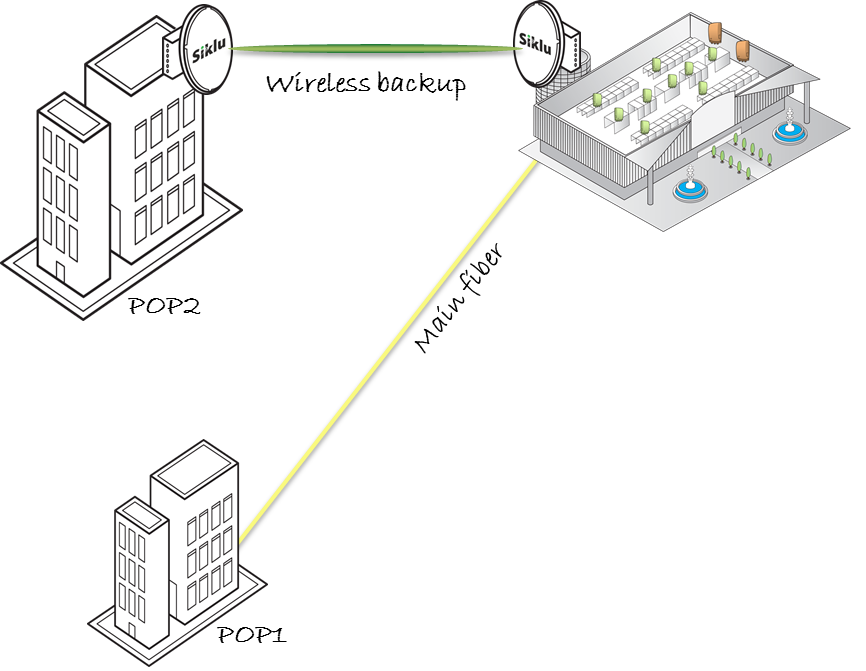 Siklu
Siklu
Wireless backup
Main fiber
POP2
POP1